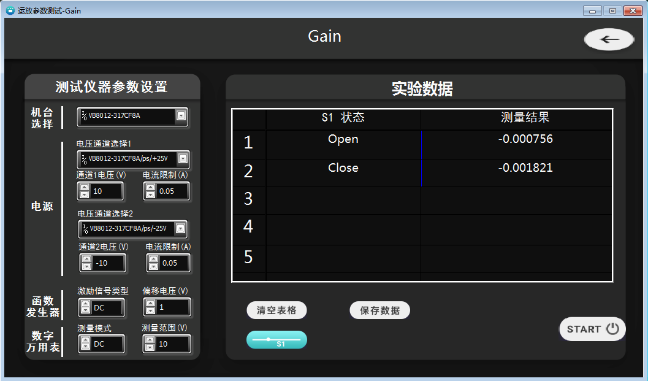 运放参数测试-Gain
Gain
测试仪器参数设置
机台
选择
VB8012-317CF8A
电源
电压通道选择1
VB8012-317CF8A/ps/+25V
通道1电压(V) 电流限制(A)
10 0.05
电压通道选择2
VB8012-317CF8A/ps/-25V
通道2电压(V) 电流限制(A)
-10 0.05
函数
发生器
激励信号类型 偏移电压(V)
DC 1
数字
万用表
测量模式 测量范围(V)
DC 10
实验数据
S1 状态 测量结果
1 Open -0.000756
2 Close -0.001821
3
4
5
清空表格 保存数据
S1
START